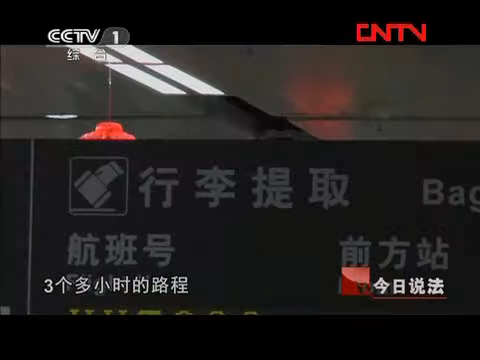 CCTV 1
综合
CNTV
行李提取 Bag
航班号 前方站
3个多小时的路程
今日说法